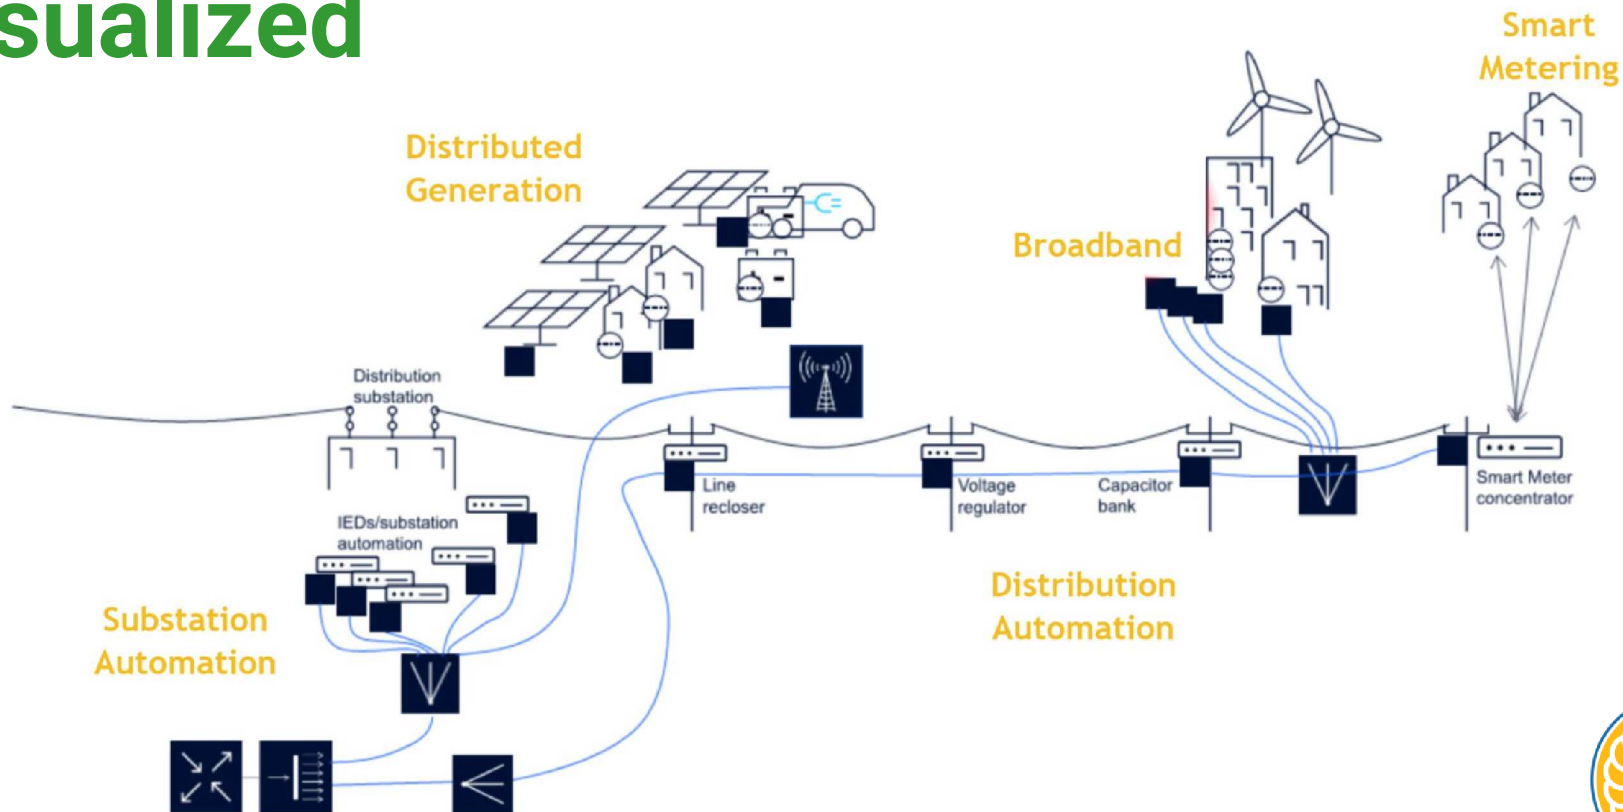 sualized
Smart
Metering
Distributed
Generation
Broadband
Distribution
substation
Line
recloser
Voltage
regulator
Capacitor
bank
Smart Meter
concentrator
IEDs/substation
automation
Substation
Automation
Distribution
Automation